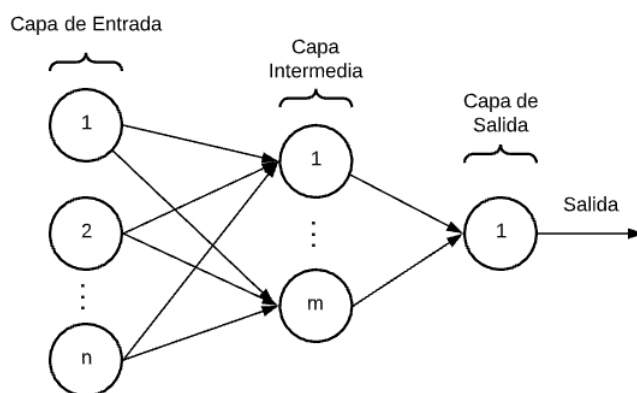 Capa de Entrada
1
2
⋮
n
Capa
Intermedia
1
⋮
m
Capa de
Salida
1
Salida